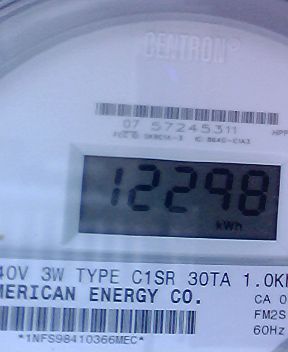 CENTRON®
07 57245311
12298
kWh
40V 3W TYPE C1SR 30TA 1.0K
MERICAN ENERGY CO.
CA 0
FM2S
60Hz
*1NFS98410366MEC*